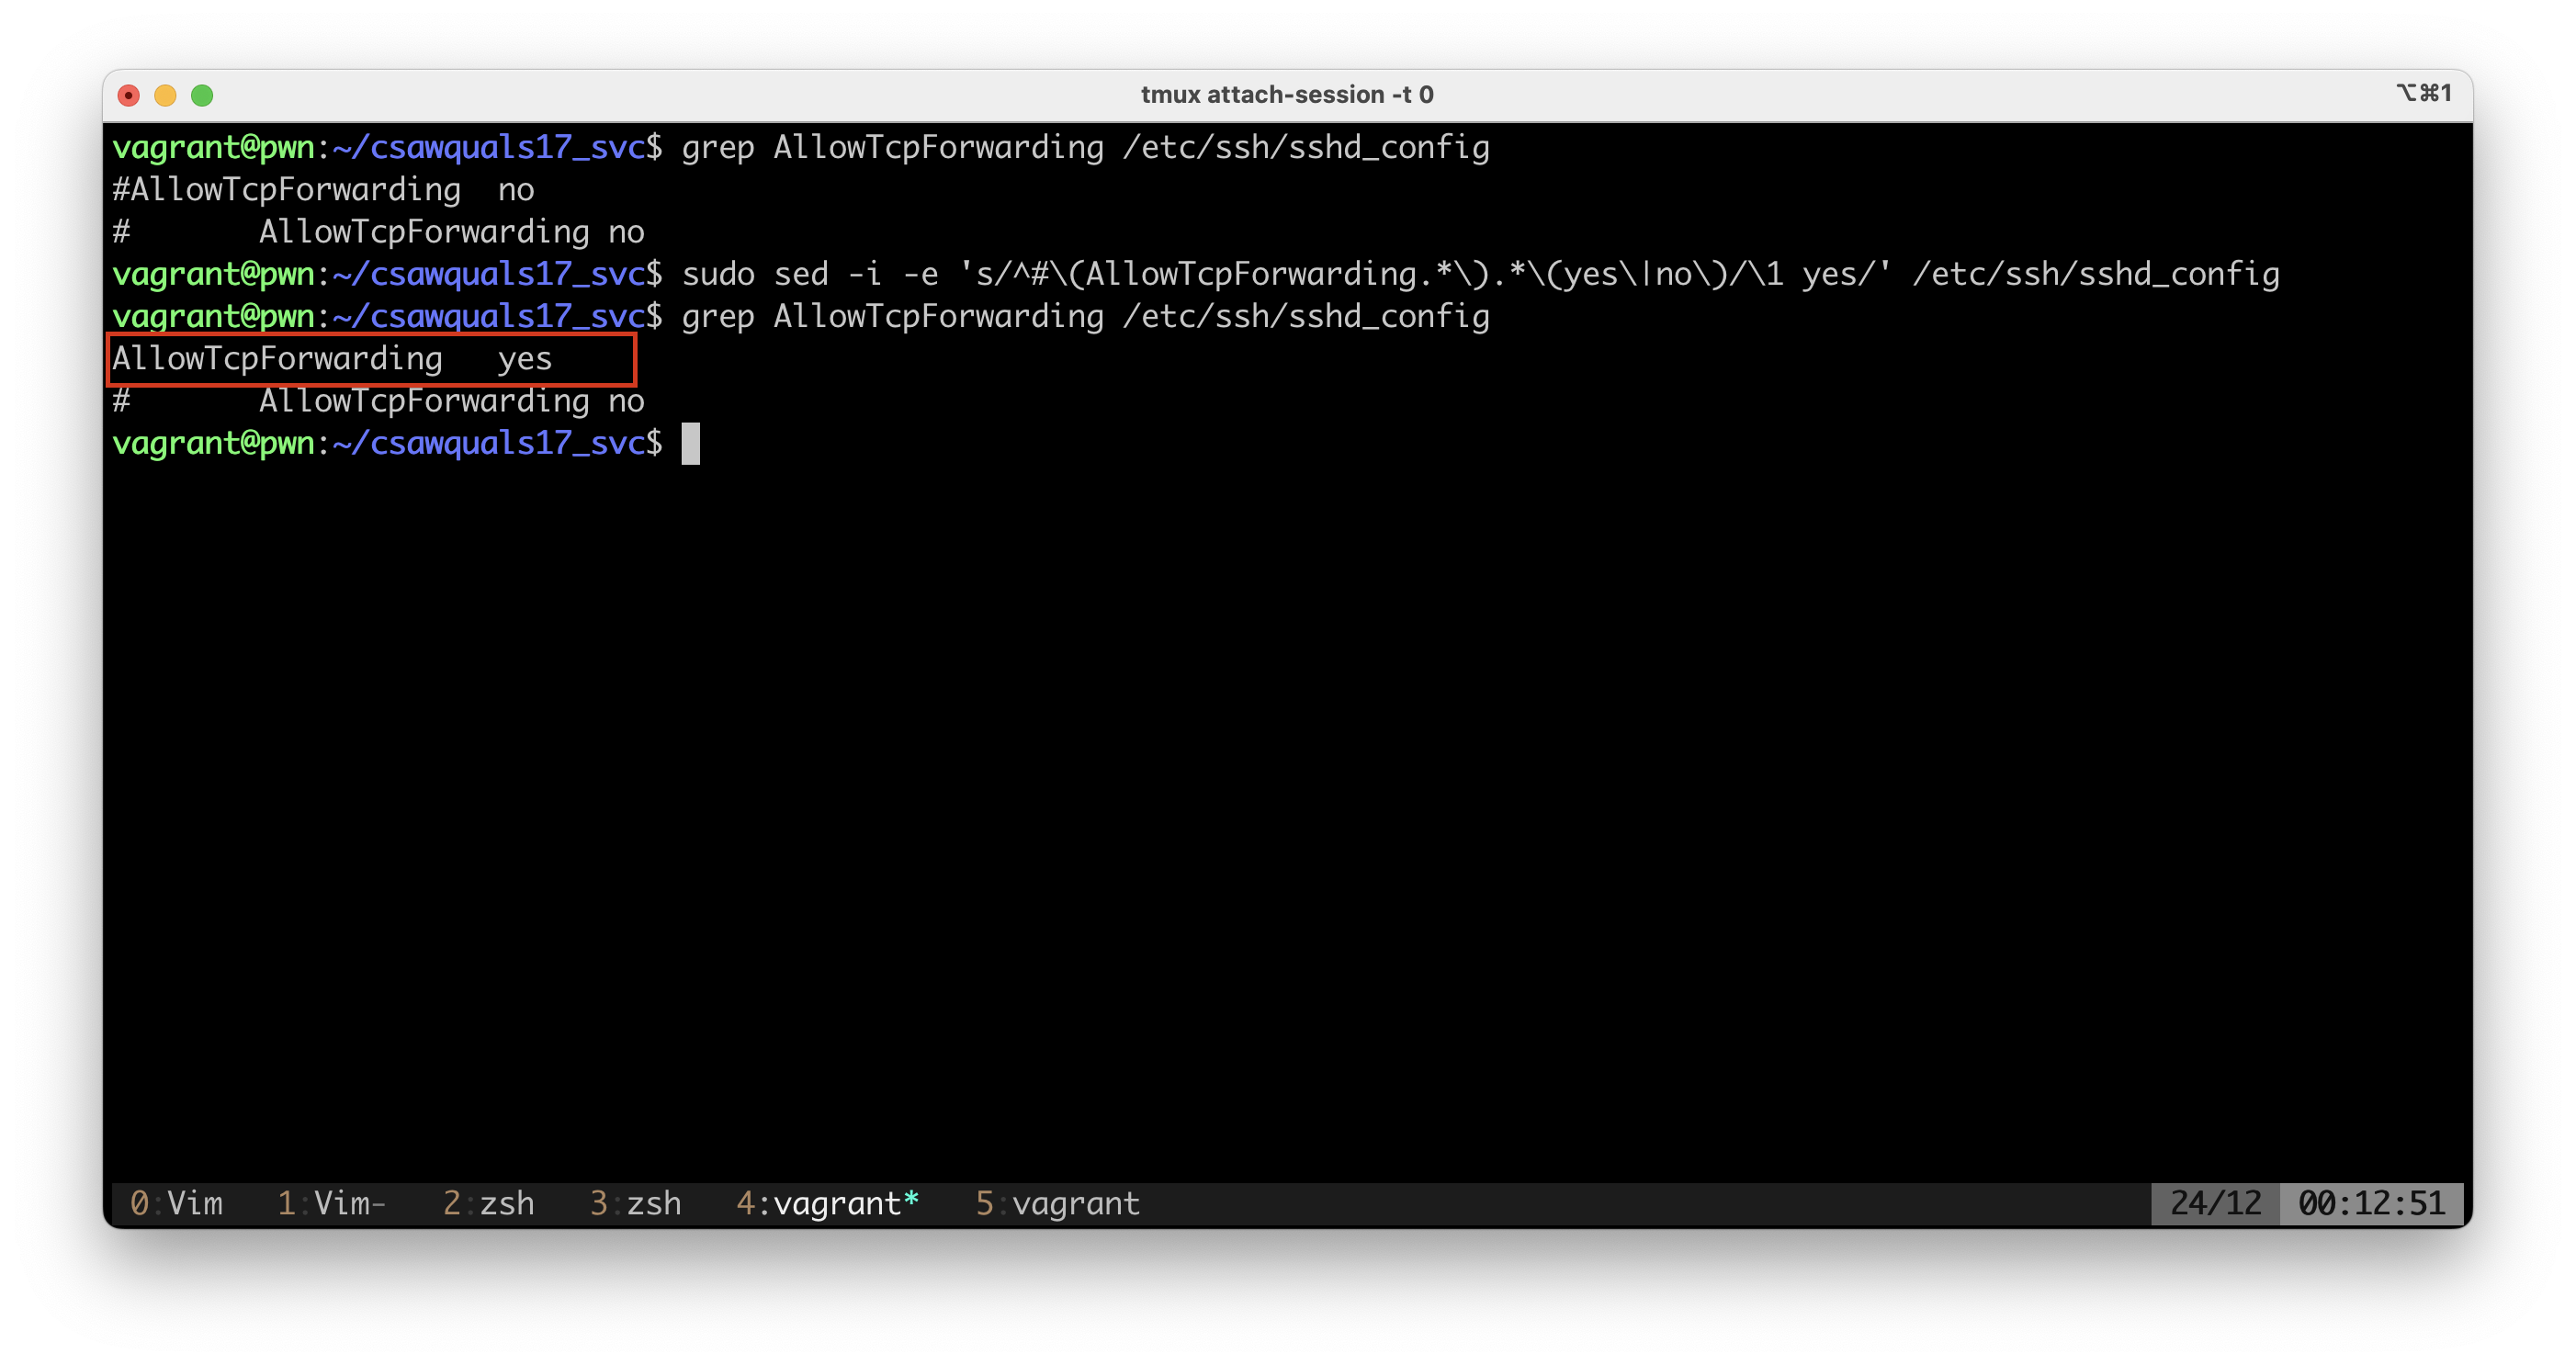 tmux attach-session -t 0
⌥⌘1
vagrant@pwn:~/csawquals17_svc$ grep AllowTcpForwarding /etc/ssh/sshd_config
#AllowTcpForwarding  no
#       AllowTcpForwarding no
vagrant@pwn:~/csawquals17_svc$ sudo sed -i -e 's/^#\(AllowTcpForwarding.*\).*\(yes\|no\)/\1 yes/' /etc/ssh/sshd_config
vagrant@pwn:~/csawquals17_svc$ grep AllowTcpForwarding /etc/ssh/sshd_config
AllowTcpForwarding   yes
#       AllowTcpForwarding no
vagrant@pwn:~/csawquals17_svc$
0:Vim   1:Vim-   2:zsh   3:zsh   4:vagrant*   5:vagrant   24/12   00:12:51